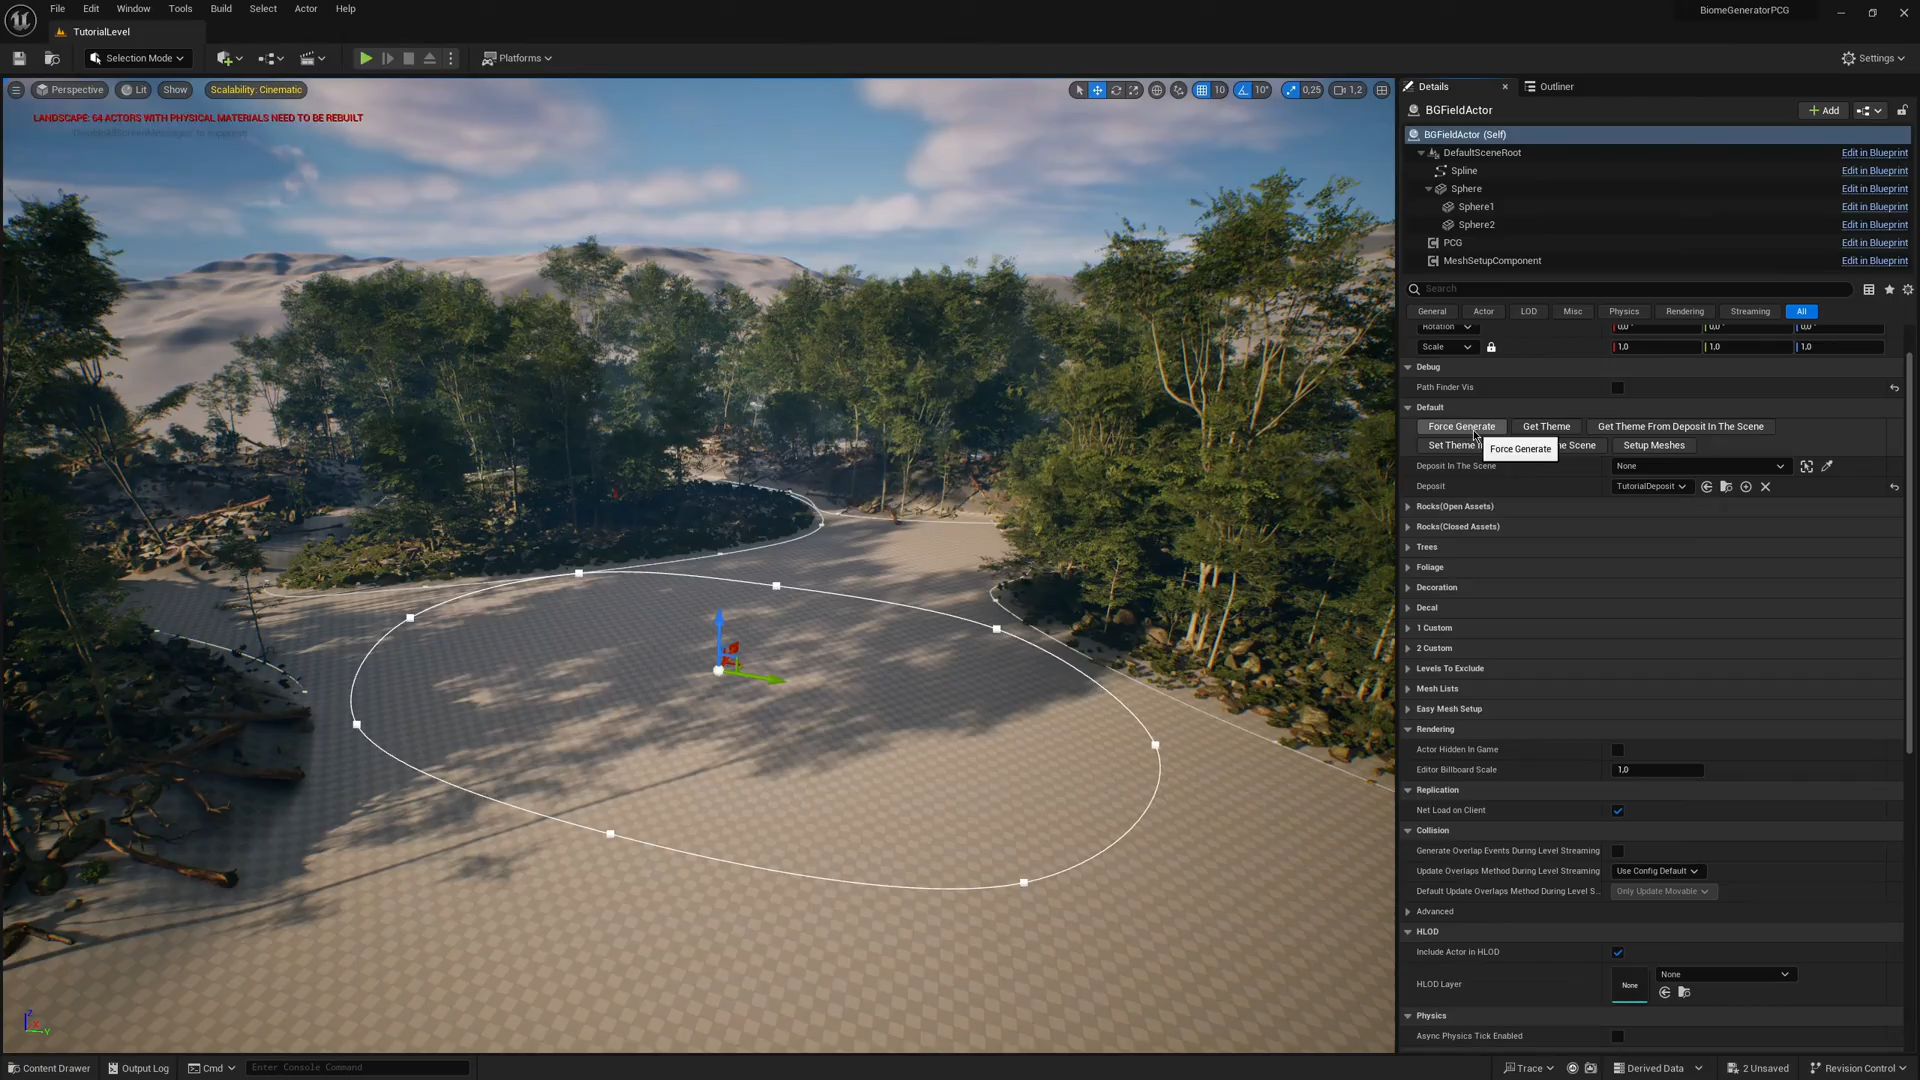 File Edit Window Tools Build Select Actor Help
BiomeGeneratorPCG
TutorialLevel
Selection Mode
Platforms
Settings
Perspective Lit Show Scalability: Cinematic
10 10° 0,25 1,2
LANDSCAPE: 64 ACTORS WITH PHYSICAL MATERIALS NEED TO BE REBUILT
Details Outliner
BGFieldActor
Add
BGFieldActor (Self)
DefaultSceneRoot Edit in Blueprint
Spline Edit in Blueprint
Sphere Edit in Blueprint
Sphere1 Edit in Blueprint
Sphere2 Edit in Blueprint
PCG Edit in Blueprint
MeshSetupComponent Edit in Blueprint
Search
General Actor LOD Misc Physics Rendering Streaming All
Rotation 0,0° 0,0° 0,0°
Scale 1,0 1,0 1,0
Debug
Path Finder Vis
Default
Force Generate Get Theme Get Theme From Deposit In The Scene
Set Theme Scene Setup Meshes
Force Generate
Deposit In The Scene None
Deposit TutorialDeposit
Rocks(Open Assets)
Rocks(Closed Assets)
Trees
Foliage
Decoration
Decal
1 Custom
2 Custom
Levels To Exclude
Mesh Lists
Easy Mesh Setup
Rendering
Actor Hidden In Game
Editor Billboard Scale 1,0
Replication
Net Load on Client
Collision
Generate Overlap Events During Level Streaming
Update Overlaps Method During Level Streaming Use Config Default
Default Update Overlaps Method During Level S... Only Update Movable
Advanced
HLOD
Include Actor in HLOD
HLOD Layer None None
Physics
Async Physics Tick Enabled
Z
X
Y
Content Drawer Output Log Cmd Enter Console Command
Trace Derived Data 2 Unsaved Revision Control